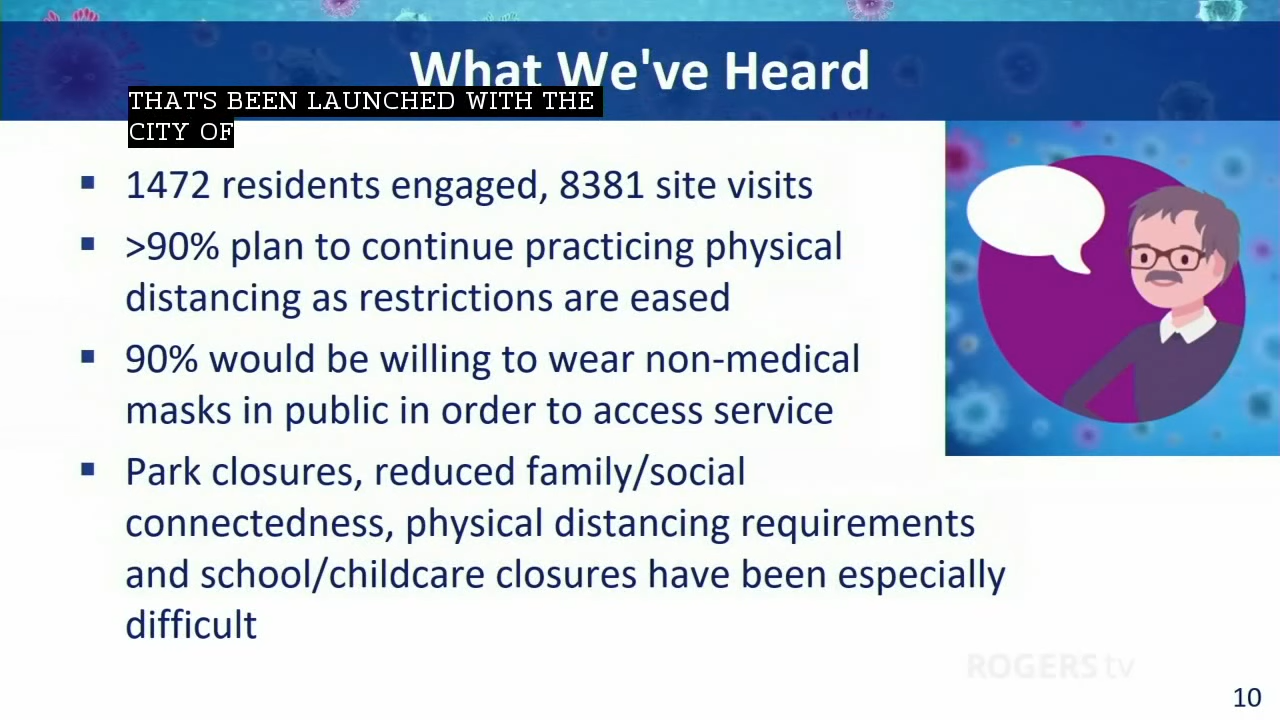 What We've Heard
THAT'S BEEN LAUNCHED WITH THE
CITY OF
▪ 1472 residents engaged, 8381 site visits
▪ >90% plan to continue practicing physical
distancing as restrictions are eased
▪ 90% would be willing to wear non-medical
masks in public in order to access service
▪ Park closures, reduced family/social
connectedness, physical distancing requirements
and school/childcare closures have been especially
difficult
ROGERS tv
10